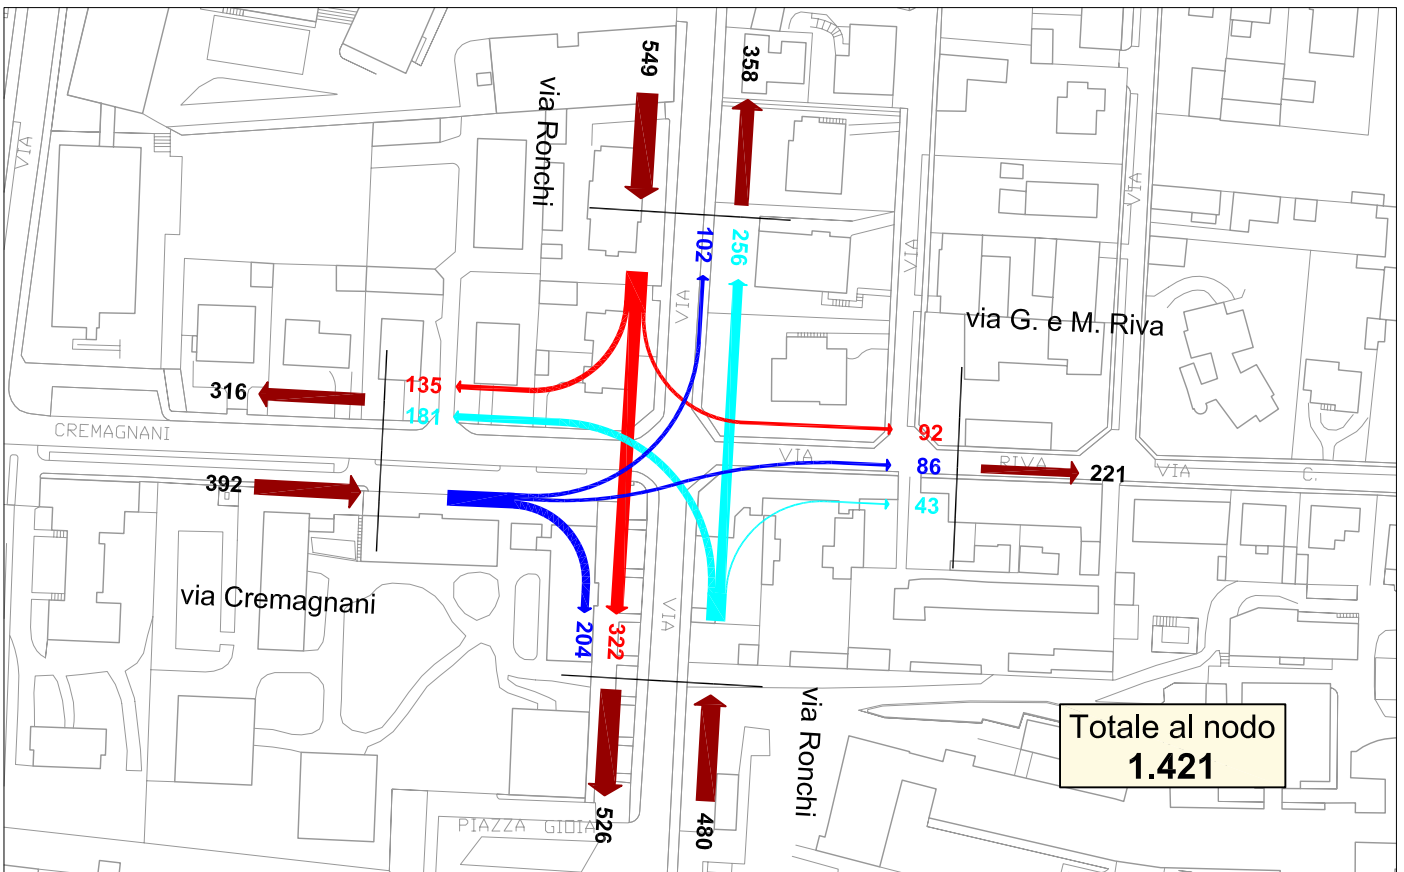 549
358
via Ronchi
VIA
VIA
102
256
VIA
VIA
via G. e M. Riva
316
135
181
CREMAGNANI
92
VIA
86
RIVA
221
VIA
C.
392
43
via Cremagnani
VIA
204
322
via Ronchi
Totale al nodo
1.421
526
480
PIAZZA GIOIA